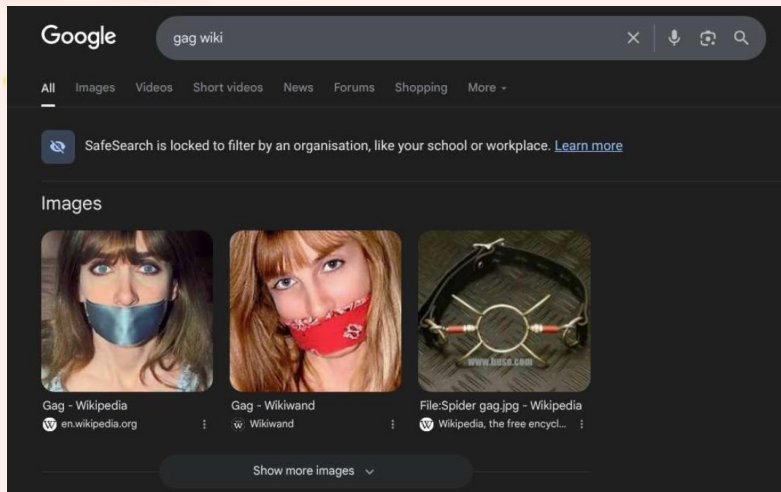 Google
gag wiki
All Images Videos Short videos News Forums Shopping More
SafeSearch is locked to filter by an organisation, like your school or workplace. Learn more
Images
www.huse.com
Gag - Wikipedia Gag - Wikiwand File:Spider gag.jpg - Wikipedia
W en.wikipedia.org W Wikiwand W Wikipedia, the free encycl...
Show more images